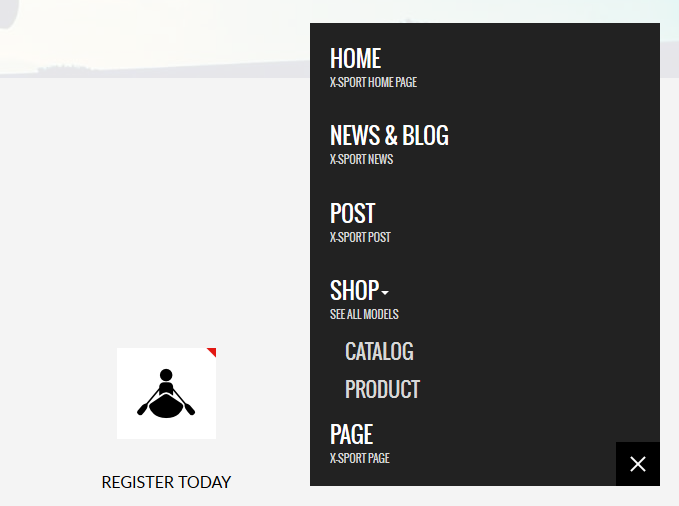 HOME
X-SPORT HOME PAGE
NEWS & BLOG
X-SPORT NEWS
POST
X-SPORT POST
SHOP
SEE ALL MODELS
CATALOG
PRODUCT
PAGE
X-SPORT PAGE
REGISTER TODAY